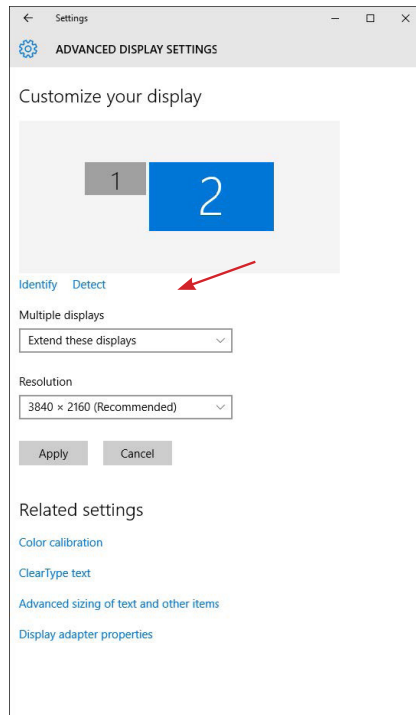 Settings
ADVANCED DISPLAY SETTINGS
Customize your display
1
2
Identify Detect
Multiple displays
Extend these displays
Resolution
3840 × 2160 (Recommended)
Apply Cancel
Related settings
Color calibration
ClearType text
Advanced sizing of text and other items
Display adapter properties